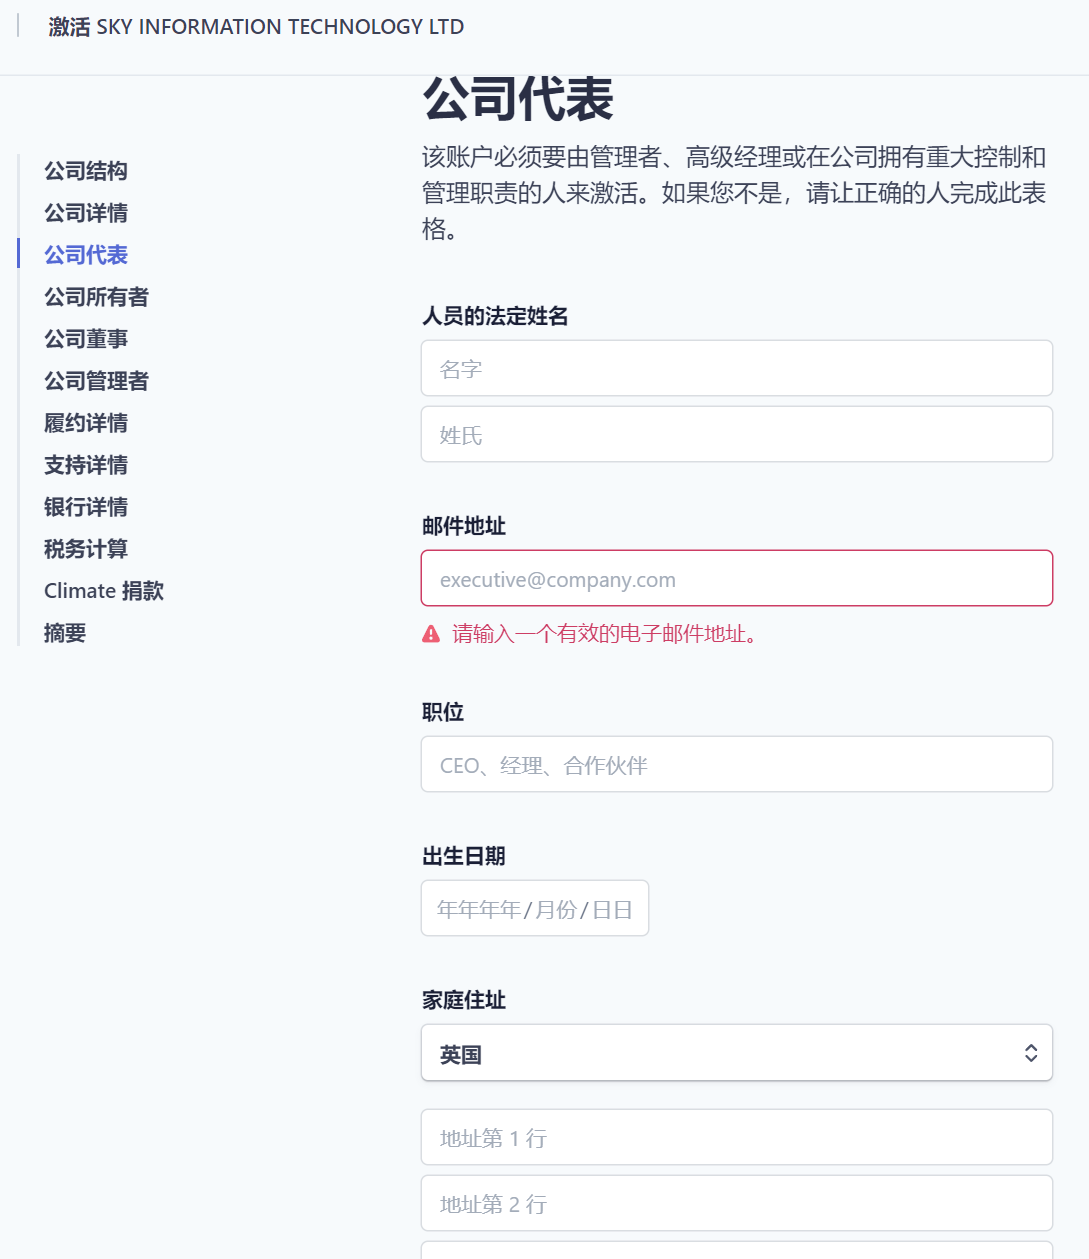 激活 SKY INFORMATION TECHNOLOGY LTD
公司结构
公司详情
公司代表
公司所有者
公司董事
公司管理者
履约详情
支持详情
银行详情
税务计算
Climate 捐款
摘要
公司代表
该账户必须要由管理者、高级经理或在公司拥有重大控制和
管理职责的人来激活。如果您不是，请让正确的人完成此表
格。
人员的法定姓名
名字
姓氏
邮件地址
executive@company.com
请输入一个有效的电子邮件地址。
职位
CEO、经理、合作伙伴
出生日期
年年年年/月份/日日
家庭住址
英国
地址第 1 行
地址第 2 行